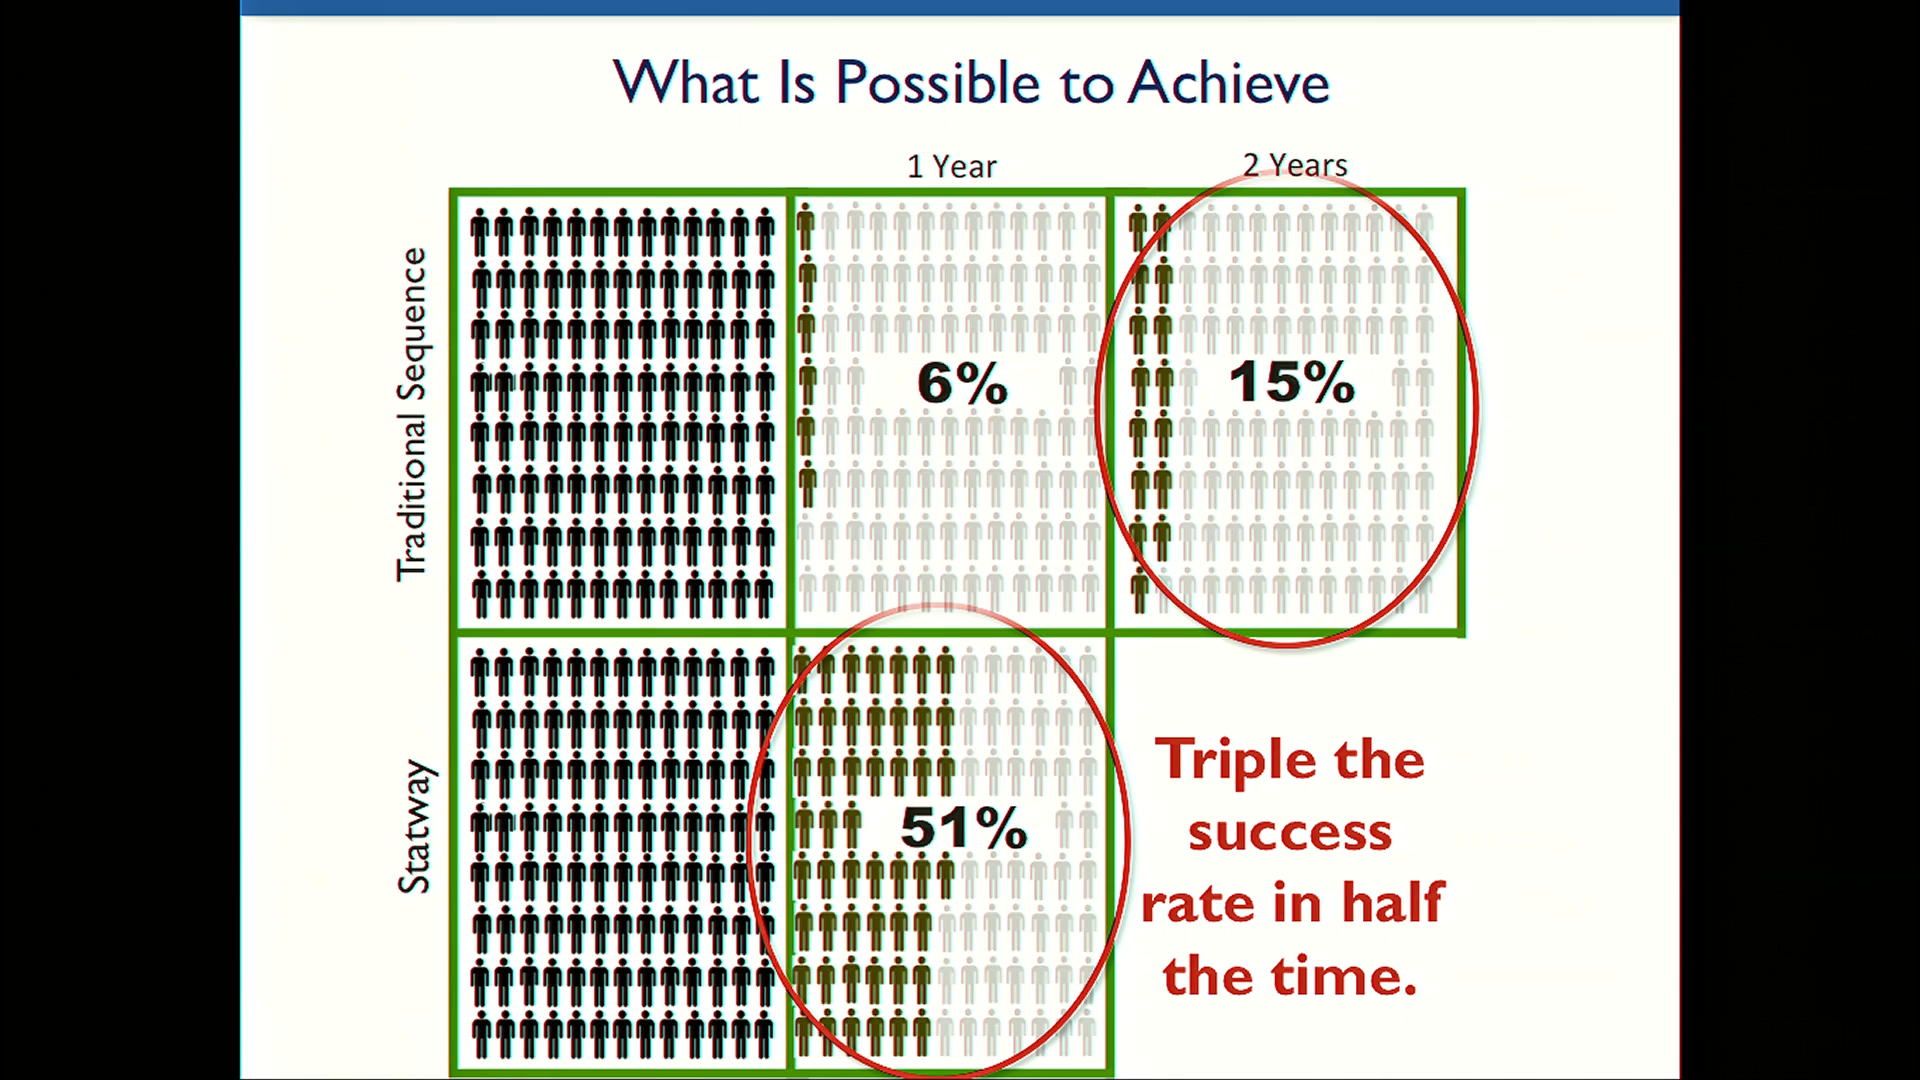 What Is Possible to Achieve
1 Year
2 Years
Traditional Sequence
6%
15%
Statway
51%
Triple the
success
rate in half
the time.